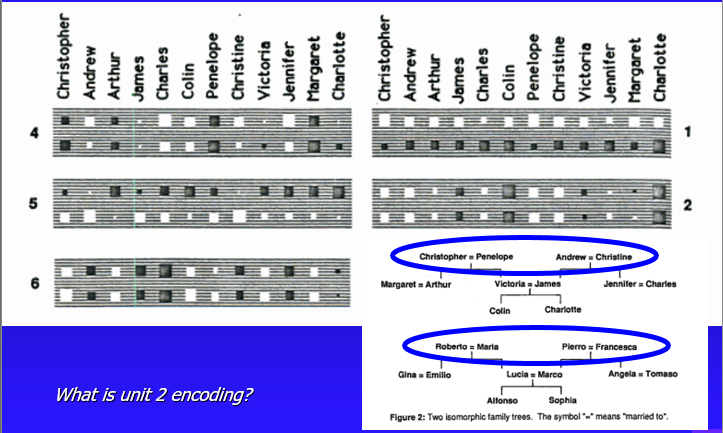 Christopher Andrew Arthur James Charles Colin Penelope Christine Victoria Jennifer Margaret Charlotte
Christopher Andrew Arthur James Charles Colin Penelope Christine Victoria Jennifer Margaret Charlotte
4
1
5
2
6
Christopher = Penelope Andrew = Christine
Margaret = Arthur Victoria = James Jennifer = Charles
Colin Charlotte
Roberto = Maria Pierro = Francesca
Gina = Emilio Lucia = Marco Angela = Tomaso
Alfonso Sophia
Figure 2: Two isomorphic family trees. The symbol "=" means "married to".
What is unit 2 encoding?